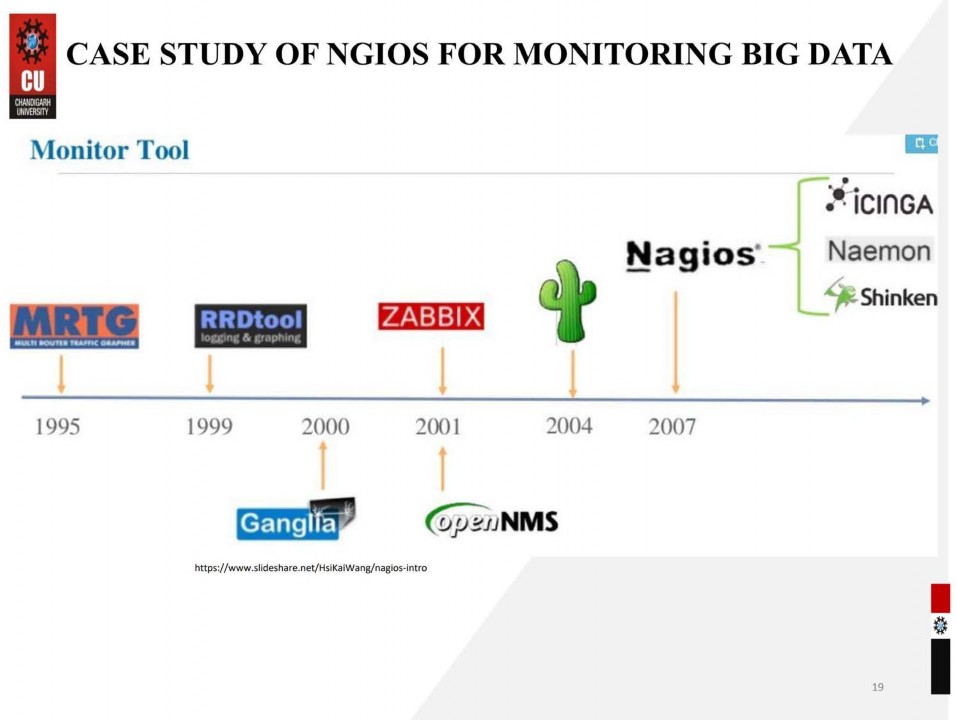 CU
CHANDIGARH
UNIVERSITY
CASE STUDY OF NGIOS FOR MONITORING BIG DATA
Monitor Tool
ICINGA
Nagios
Naemon
Shinken
MRTG
MULTI ROUTER TRAFFIC GRAPHER
RRDtool
logging & graphing
ZABBIX
1995
1999
2000
2001
2004
2007
Ganglia
openNMS
https://www.slideshare.net/HsiKaiWang/nagios-intro
19